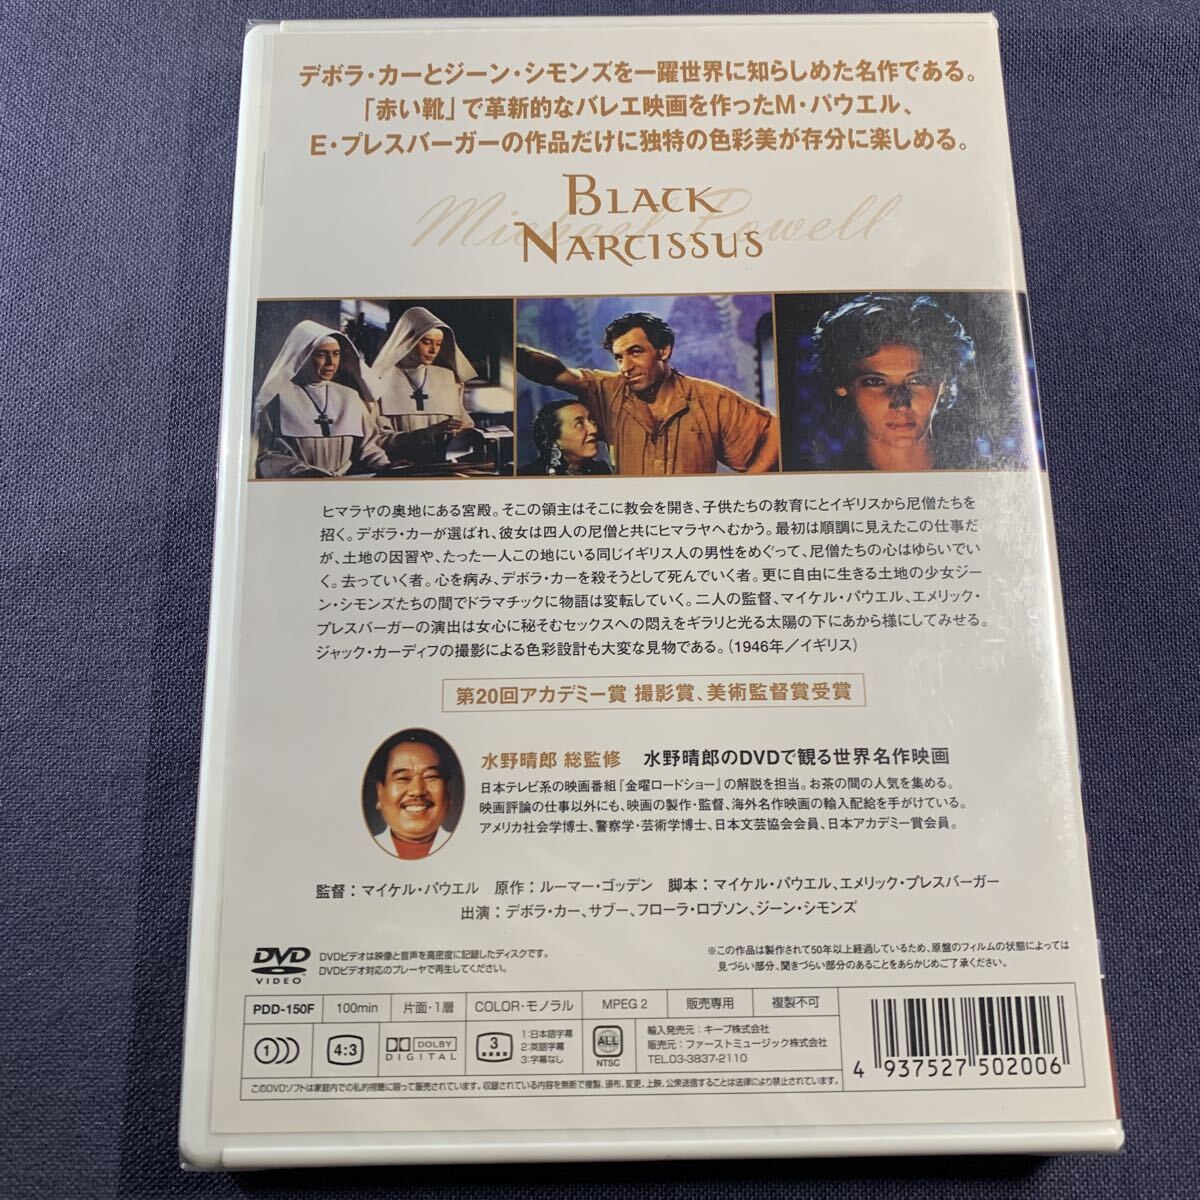 デボラ・カーとジーン・シモンズを一躍世界に知らしめた名作である。
「赤い靴」で革新的なバレエ映画を作ったM・パウエル、
E・プレスバーガーの作品だけに独特の色彩美が存分に楽しめる。
Michael Powell
BLACK
NARCISSUS
ヒマラヤの奥地にある宮殿。そこの領主はそこに教会を開き、子供たちの教育にとイギリスから尼僧たちを
招く。デボラ・カーが選ばれ、彼女は四人の尼僧と共にヒマラヤへむかう。最初は順調に見えたこの仕事だ
が、土地の因習や、たった一人この地にいる同じイギリス人の男性をめぐって、尼僧たちの心はゆらいでい
く。去っていく者。心を病み、デボラ・カーを殺そうとして死んでいく者。更に自由に生きる土地の少女ジー
ン・シモンズたちの間でドラマチックに物語は変転していく。二人の監督、マイケル・パウエル、エメリック・
プレスバーガーの演出は女心に秘そむセックスへの悶えをギラリと光る太陽の下にあから様にしてみせる。
ジャック・カーディフの撮影による色彩設計も大変な見物である。(1946年/イギリス)
第20回アカデミー賞 撮影賞、美術監督賞受賞
水野晴郎 総監修 水野晴郎のDVDで観る世界名作映画
日本テレビ系の映画番組『金曜ロードショー』の解説を担当。お茶の間の人気を集める。
映画評論の仕事以外にも、映画の製作・監督、海外名作映画の輸入配給を手がけている。
アメリカ社会学博士、警察学・芸術学博士、日本文芸協会会員、日本アカデミー賞会員。
監督:マイケル・パウエル 原作:ルーマー・ゴッデン 脚本:マイケル・パウエル、エメリック・プレスバーガー
出演:デボラ・カー、サブー、フローラ・ロブソン、ジーン・シモンズ
DVD
VIDEO
DVDビデオは映像と音声を高密度に記録したディスクです。
DVDビデオ対応のプレーヤで再生してください。
※この作品は製作されて50年以上経過しているため、原盤のフィルムの状態によっては
見づらい部分、聞きづらい部分のあることをあらかじめご了承ください。
PDD-150F 100min 片面・1層 COLOR・モノラル MPEG 2 販売専用 複製不可
1 4:3 DOLBY DIGITAL 3
1:日本語字幕
2:英語字幕
3:字幕なし
ALL
NTSC
輸入発売元:キープ株式会社
販売元:ファーストミュージック株式会社
TEL.03-3837-2110
このDVDソフトは家庭内での私的視聴に限って販売されています。収録されている内容を無断で複製、頒布、変更、上映、公衆送信することは法律により禁止されています。
4 937527 502006